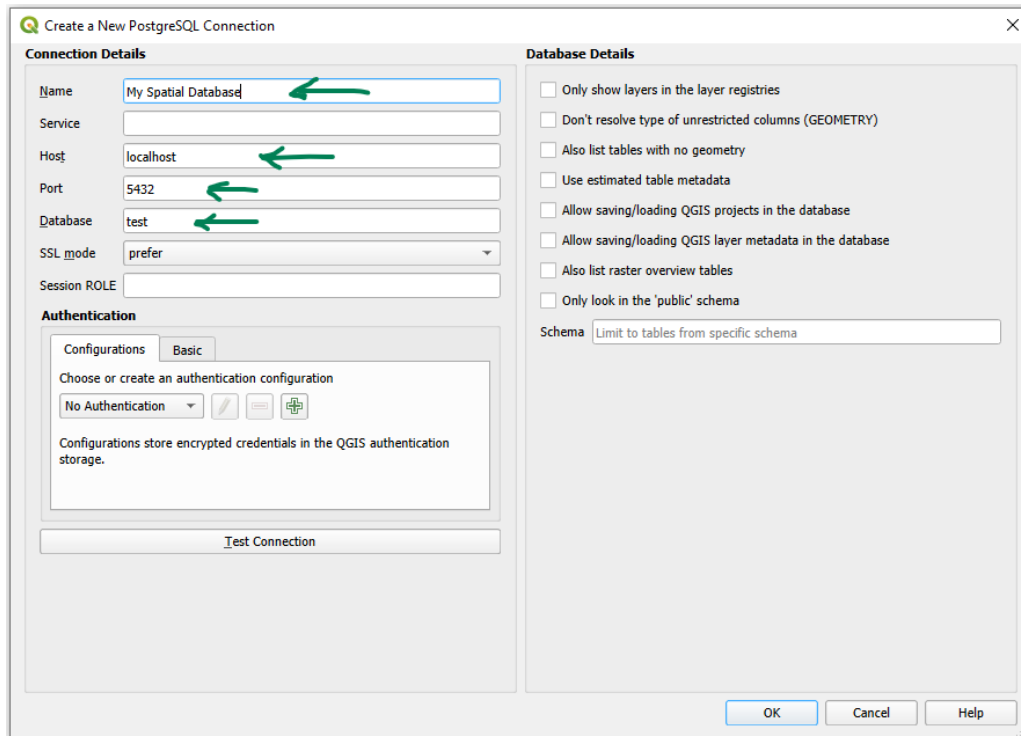 Create a New PostgreSQL Connection
Connection Details
Name My Spatial Database
Service
Host localhost
Port 5432
Database test
SSL mode prefer
Session ROLE
Authentication
Configurations Basic
Choose or create an authentication configuration
No Authentication
Configurations store encrypted credentials in the QGIS authentication
storage.
Test Connection
Database Details
Only show layers in the layer registries
Don't resolve type of unrestricted columns (GEOMETRY)
Also list tables with no geometry
Use estimated table metadata
Allow saving/loading QGIS projects in the database
Allow saving/loading QGIS layer metadata in the database
Also list raster overview tables
Only look in the 'public' schema
Schema Limit to tables from specific schema
OK Cancel Help